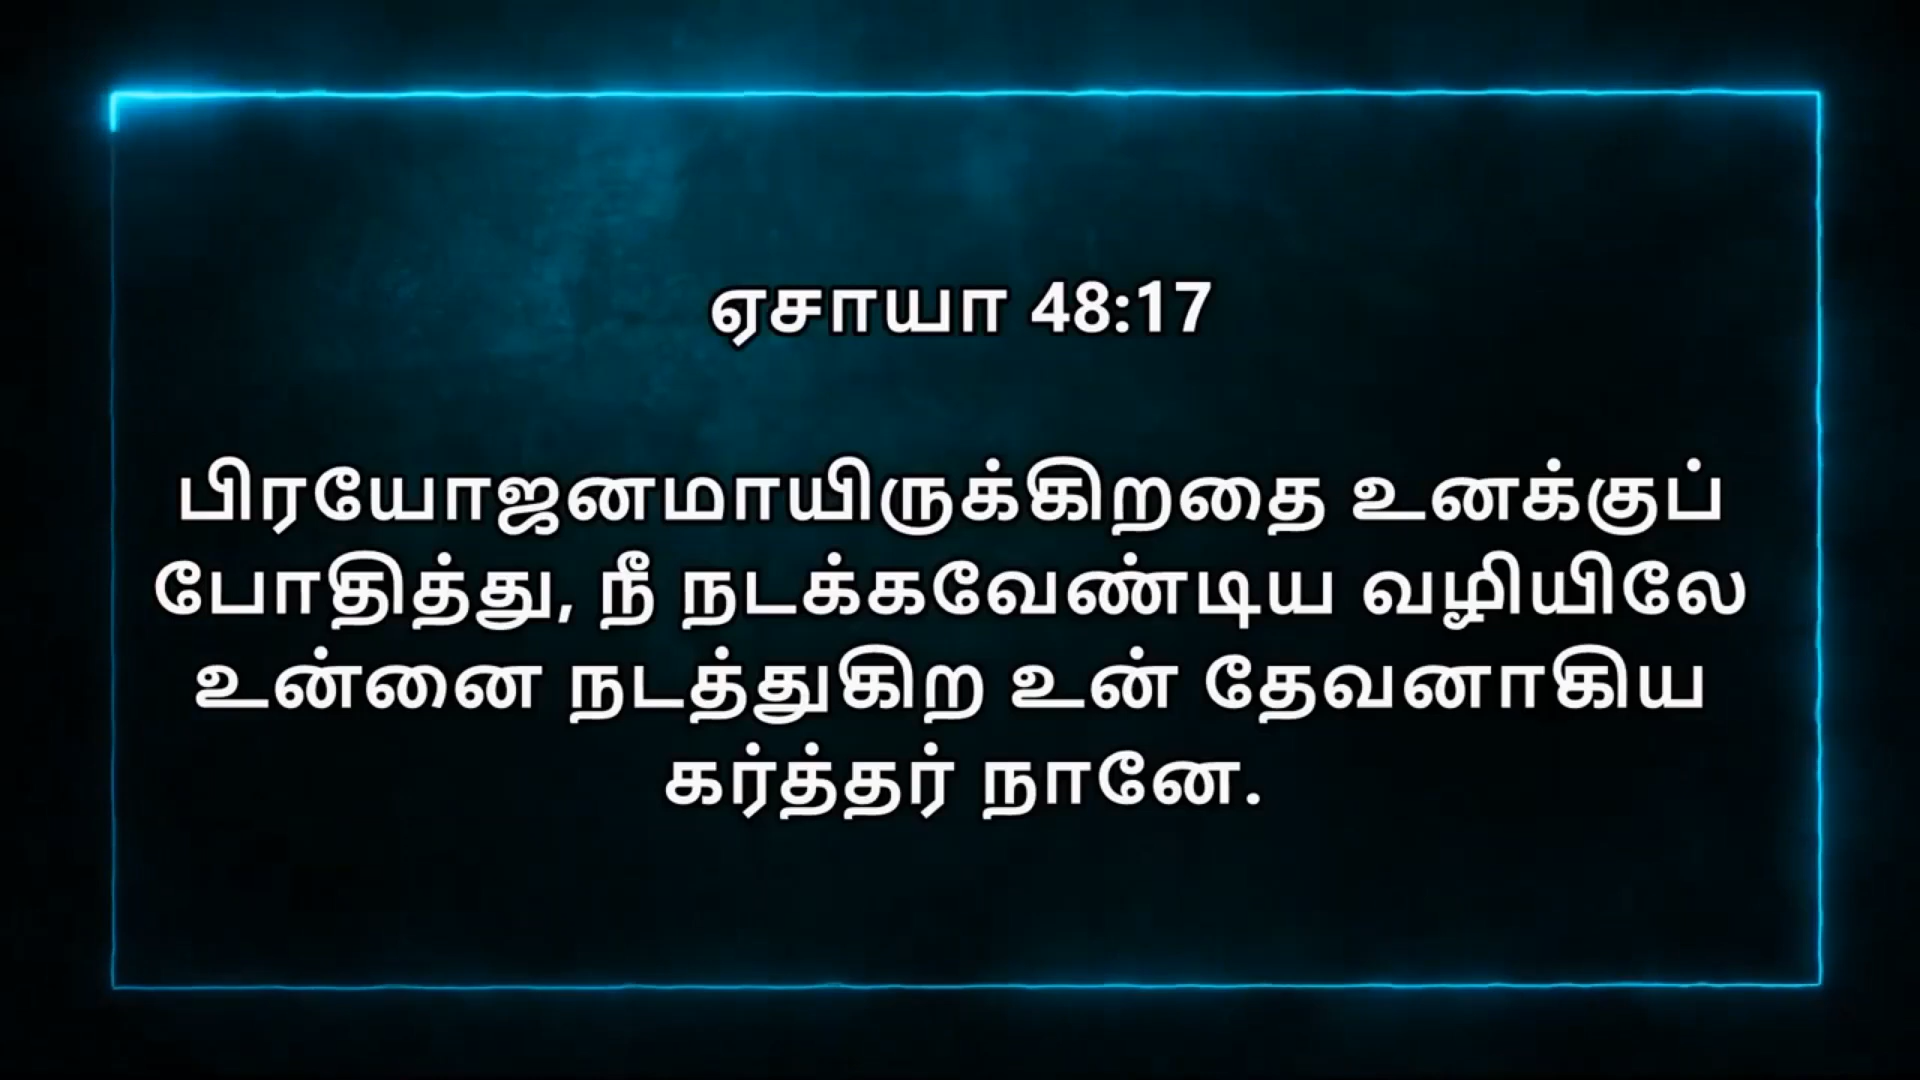 ஏசாயா 48:17
பிரயோஜனமாயிருக்கிறதை உனக்குப்
போதித்து, நீ நடக்கவேண்டிய வழியிலே
உன்னை நடத்துகிற உன் தேவனாகிய
கர்த்தர் நானே.